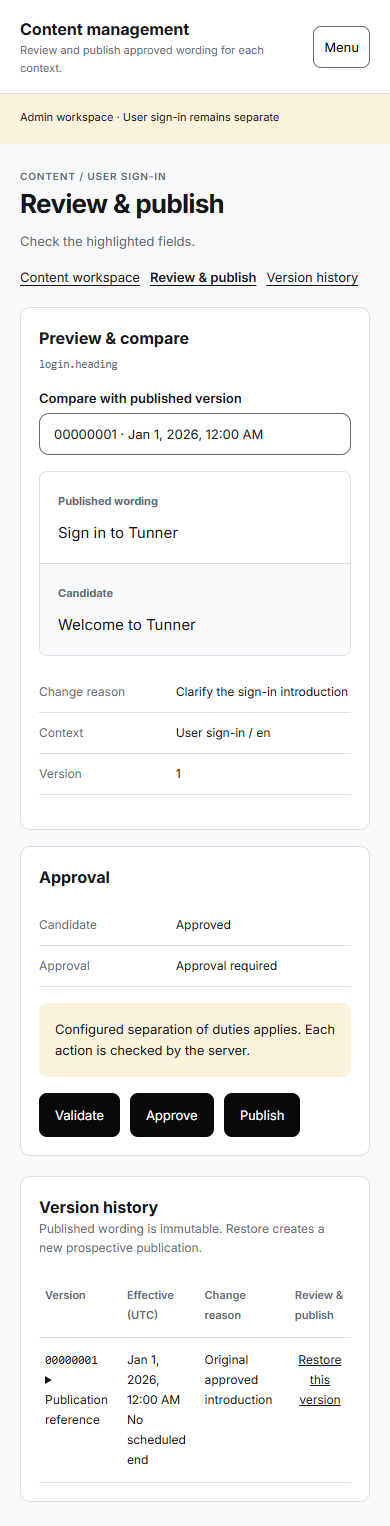 Content management
Review and publish approved wording for each
context.
Menu
Admin workspace · User sign-in remains separate
CONTENT / USER SIGN-IN
Review & publish
Check the highlighted fields.
Content workspace Review & publish Version history
Preview & compare
login.heading
Compare with published version
00000001 · Jan 1, 2026, 12:00 AM
Published wording
Sign in to Tunner
Candidate
Welcome to Tunner
Change reason Clarify the sign-in introduction
Context User sign-in / en
Version 1
Approval
Candidate Approved
Approval Approval required
Configured separation of duties applies. Each
action is checked by the server.
Validate Approve Publish
Version history
Published wording is immutable. Restore creates a
new prospective publication.
Version Effective (UTC) Change reason Review & publish
00000001
Publication
reference
Jan 1,
2026,
12:00 AM
No
scheduled
end
Original
approved
introduction
Restore
this
version